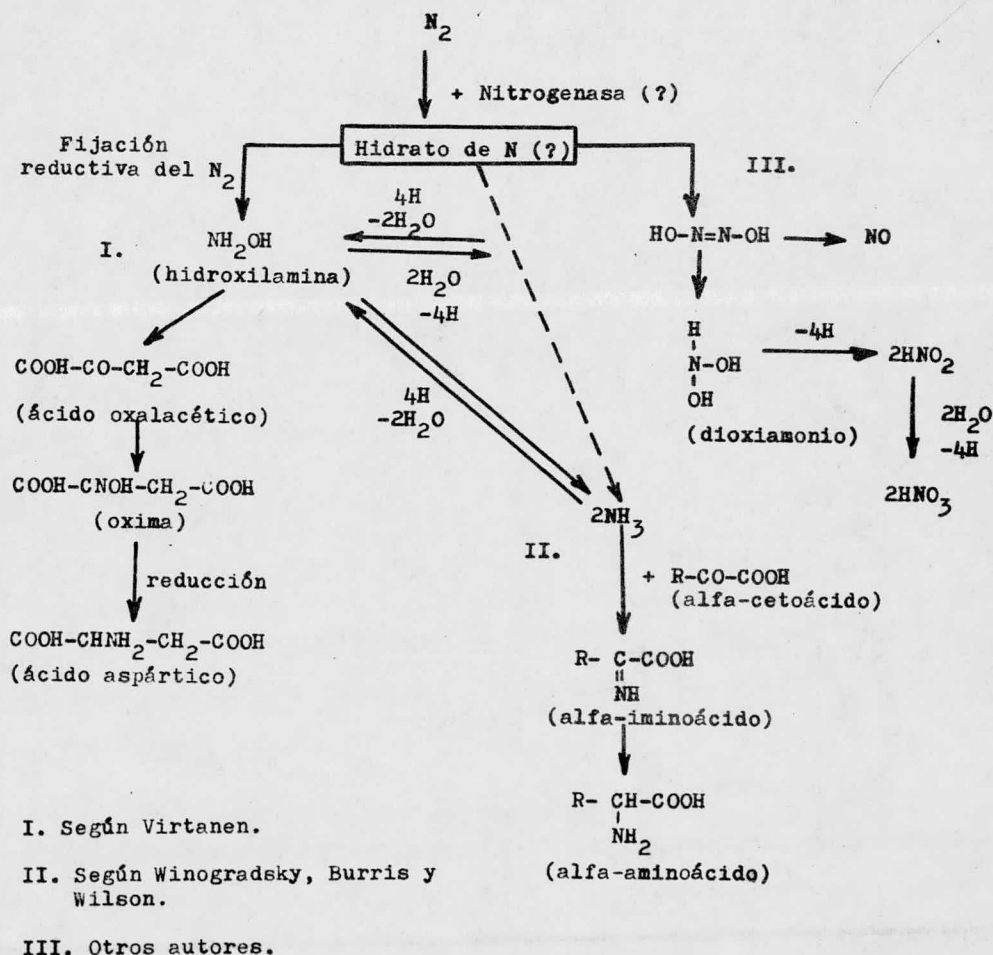 N2
+ Nitrogenasa (?)
Fijación
reductiva del N2
Hidrato de N (?)
III.
4H
-2H2O
I.
NH2OH
(hidroxilamina)
2H2O
-4H
HO-N=N-OH
NO
H
N-OH
OH
(dioxiamonio)
-4H
2HNO2
2H2O
-4H
2HNO3
COOH-CO-CH2-COOH
(ácido oxalacético)
4H
-2H2O
COOH-CNOH-CH2-COOH
(oxima)
reducción
COOH-CHNH2-CH2-COOH
(ácido aspártico)
2NH3
II.
+ R-CO-COOH
(alfa-cetoácido)
R- C-COOH
NH
(alfa-iminoácido)
R- CH-COOH
NH2
(alfa-aminoácido)
I. Según Virtanen.
II. Según Winogradsky, Burris y
Wilson.
III. Otros autores.